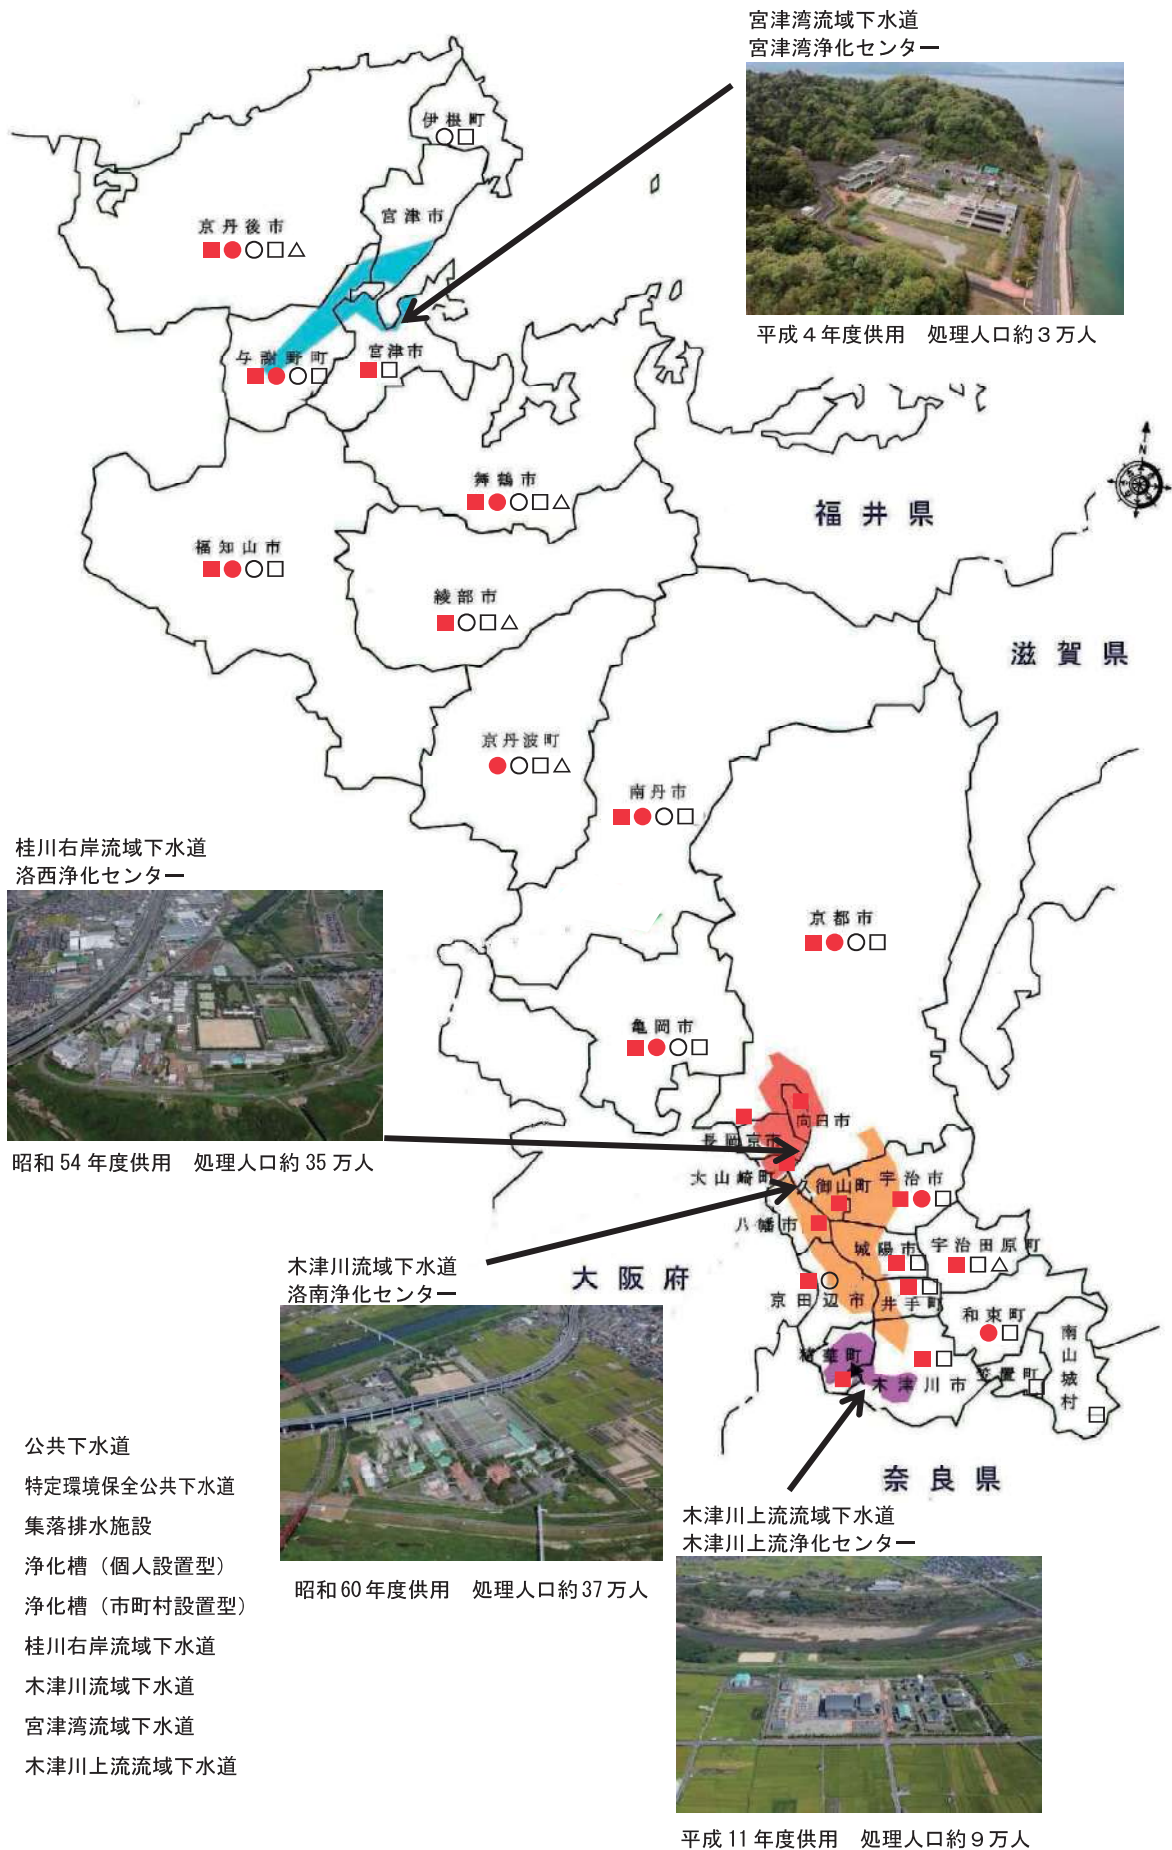 宮津湾流域下水道
宮津湾浄化センター
平成４年度供用　処理人口約３万人
伊根町
宮津市
京丹後市
与謝野町
宮津市
舞鶴市
福井県
福知山市
綾部市
滋賀県
京丹波町
南丹市
桂川右岸流域下水道
洛西浄化センター
昭和54年度供用　処理人口約35万人
京都市
亀岡市
向日市
長岡京市
大山崎町
久御山町
宇治市
八幡市
城陽市
宇治田原町
大阪府
京田辺市
井手町
和束町
南山城村
精華町
木津川市
笠置町
奈良県
木津川流域下水道
洛南浄化センター
昭和60年度供用　処理人口約37万人
木津川上流流域下水道
木津川上流浄化センター
平成11年度供用　処理人口約９万人
公共下水道
特定環境保全公共下水道
集落排水施設
浄化槽（個人設置型）
浄化槽（市町村設置型）
桂川右岸流域下水道
木津川流域下水道
宮津湾流域下水道
木津川上流流域下水道
N